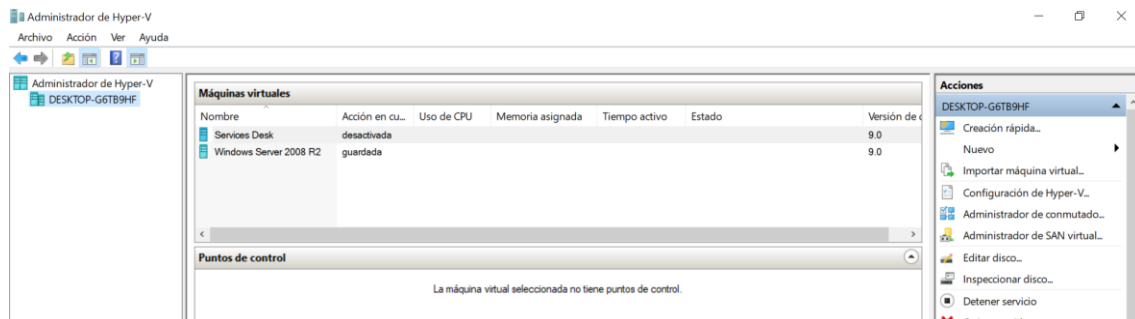 Administrador de Hyper-V
Archivo Acción Ver Ayuda
Administrador de Hyper-V
DESKTOP-G6TB9HF
Máquinas virtuales
Nombre Acción en cu... Uso de CPU Memoria asignada Tiempo activo Estado Versión de
Services Desk desactivada 9.0
Windows Server 2008 R2 guardada 9.0
Puntos de control
La máquina virtual seleccionada no tiene puntos de control.
Acciones
DESKTOP-G6TB9HF
Creación rápida...
Nuevo
Importar máquina virtual...
Configuración de Hyper-V...
Administrador de conmutado...
Administrador de SAN virtual...
Editar disco...
Inspeccionar disco...
Detener servicio